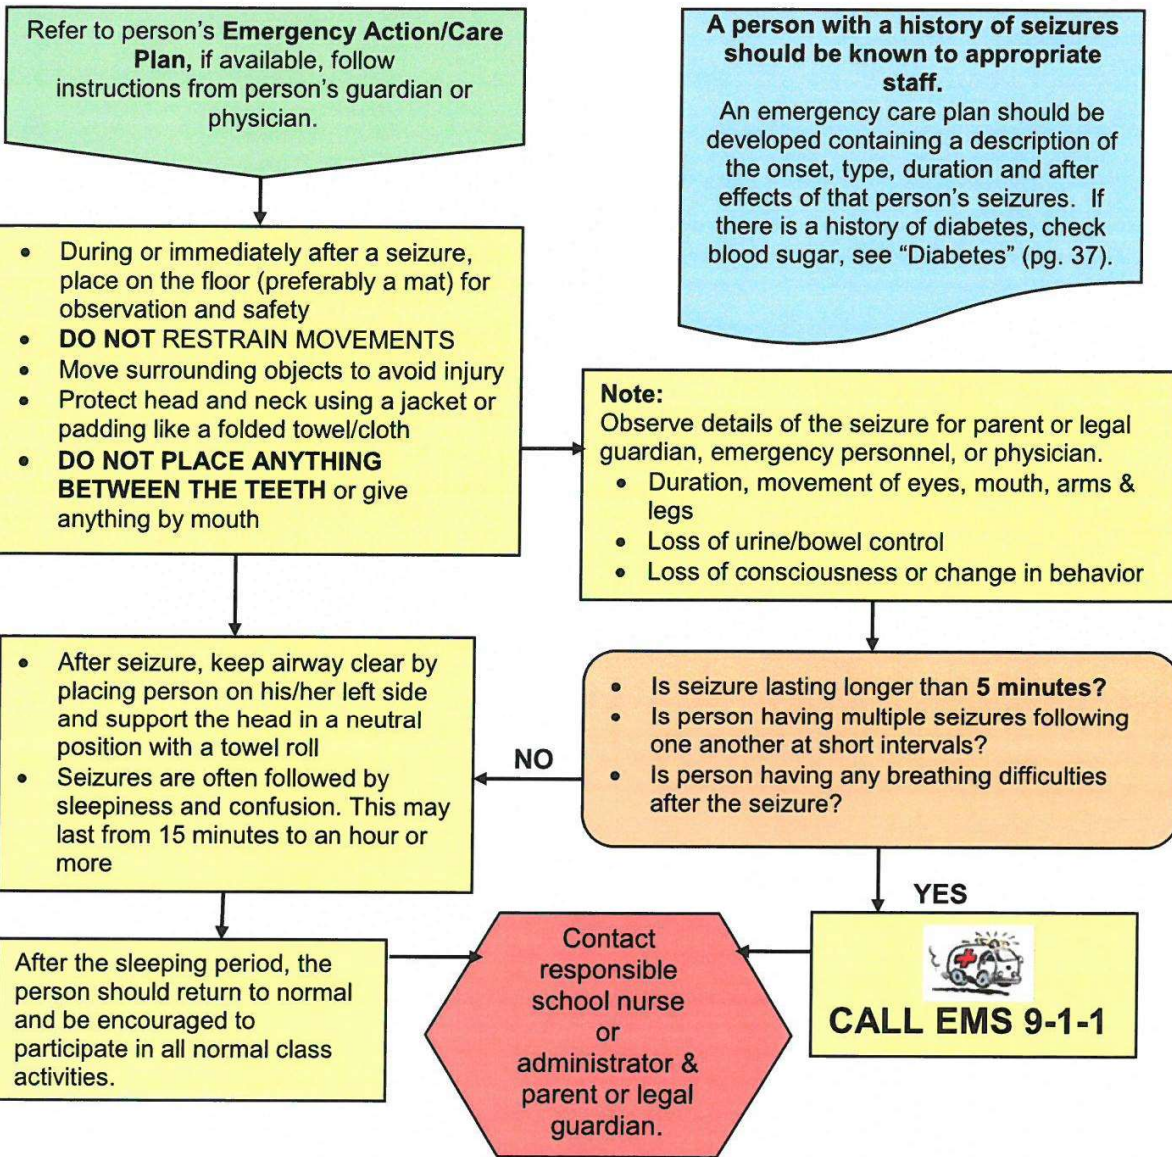 Refer to person's Emergency Action/Care
Plan, if available, follow
instructions from person's guardian or
physician.
A person with a history of seizures
should be known to appropriate
staff.
An emergency care plan should be
developed containing a description of
the onset, type, duration and after
effects of that person's seizures. If
there is a history of diabetes, check
blood sugar, see “Diabetes” (pg. 37).
• During or immediately after a seizure,
place on the floor (preferably a mat) for
observation and safety
• DO NOT RESTRAIN MOVEMENTS
• Move surrounding objects to avoid injury
• Protect head and neck using a jacket or
padding like a folded towel/cloth
• DO NOT PLACE ANYTHING
BETWEEN THE TEETH or give
anything by mouth
Note:
Observe details of the seizure for parent or legal
guardian, emergency personnel, or physician.
• Duration, movement of eyes, mouth, arms &
legs
• Loss of urine/bowel control
• Loss of consciousness or change in behavior
• After seizure, keep airway clear by
placing person on his/her left side
and support the head in a neutral
position with a towel roll
• Seizures are often followed by
sleepiness and confusion. This may
last from 15 minutes to an hour or
more
NO
• Is seizure lasting longer than 5 minutes?
• Is person having multiple seizures following
one another at short intervals?
• Is person having any breathing difficulties
after the seizure?
YES
After the sleeping period, the
person should return to normal
and be encouraged to
participate in all normal class
activities.
Contact
responsible
school nurse
or
administrator &
parent or legal
guardian.
CALL EMS 9-1-1